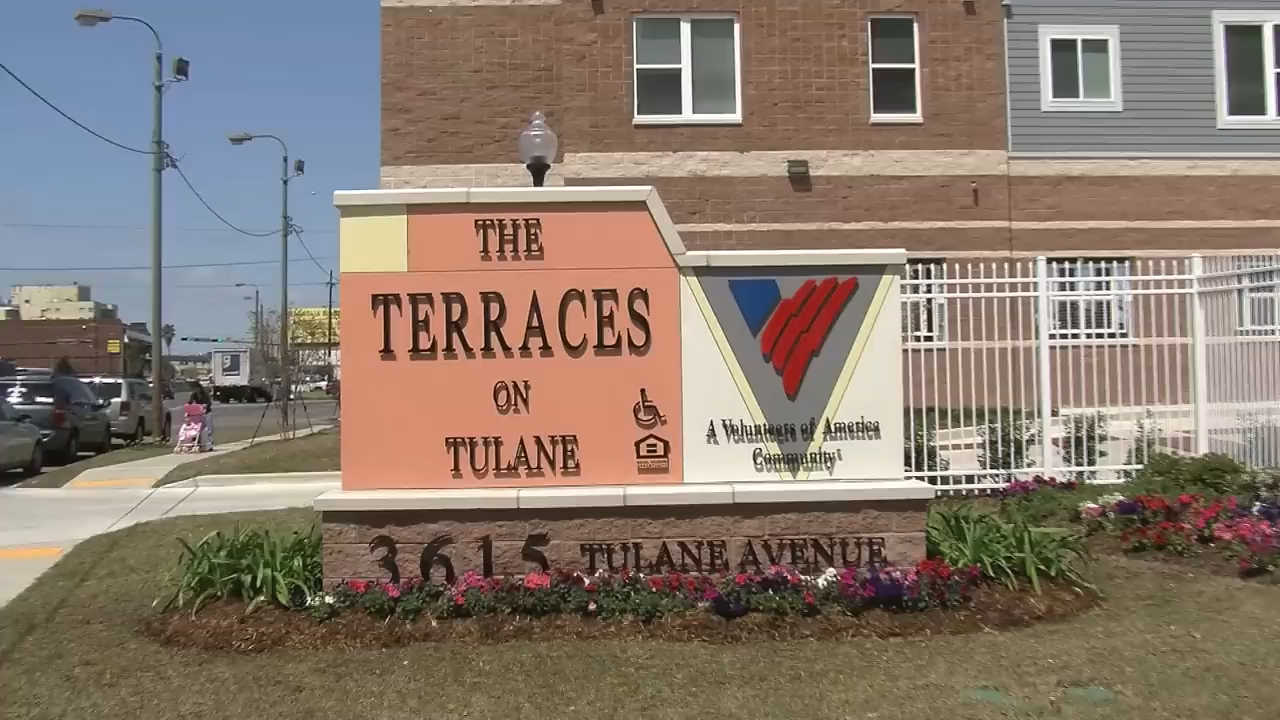 THE
TERRACES
ON
TULANE
A Volunteers of America
Community
3615 TULANE AVENUE